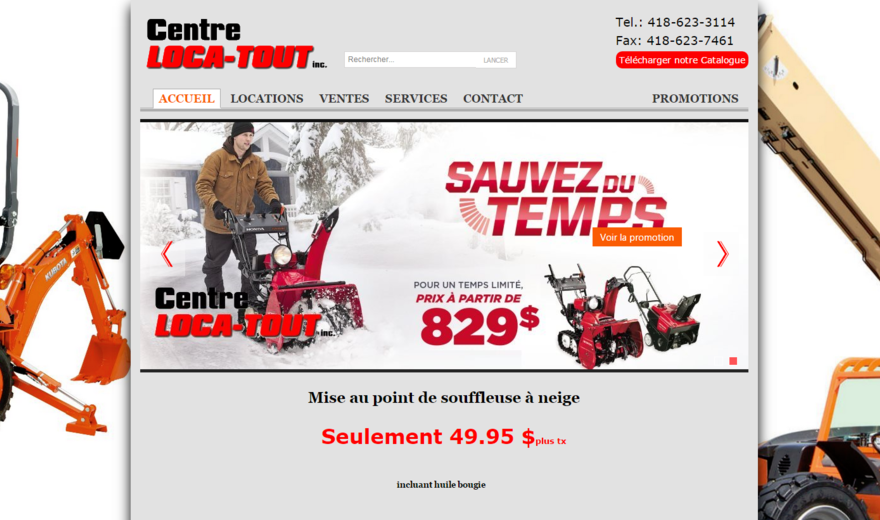 Centre
LOCA-TOUT inc.
Rechercher... LANCER
Tel.: 418-623-3114
Fax: 418-623-7461
Télécharger notre Catalogue
ACCUEIL LOCATIONS VENTES SERVICES CONTACT PROMOTIONS
SAUVEZ DU
TEMPS
Voir la promotion
POUR UN TEMPS LIMITÉ,
PRIX À PARTIR DE
829$
HONDA
Centre
LOCA-TOUT inc.
KUBOTA
Mise au point de souffleuse à neige
Seulement 49.95 $plus tx
incluant huile bougie